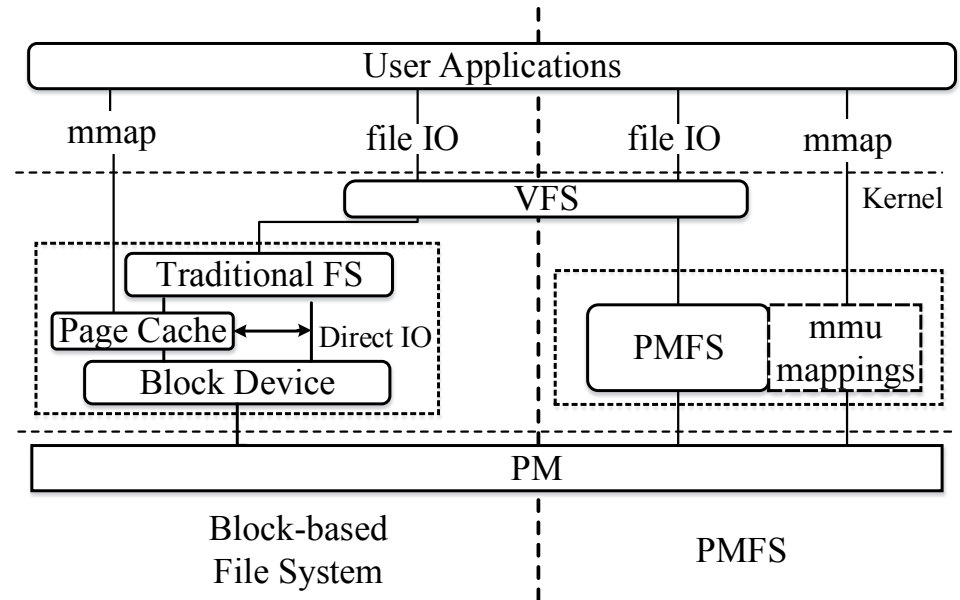 User Applications
mmap
file IO
file IO
mmap
VFS
Kernel
Traditional FS
Page Cache
Direct IO
Block Device
PMFS
mmu
mappings
PM
Block-based
File System
PMFS